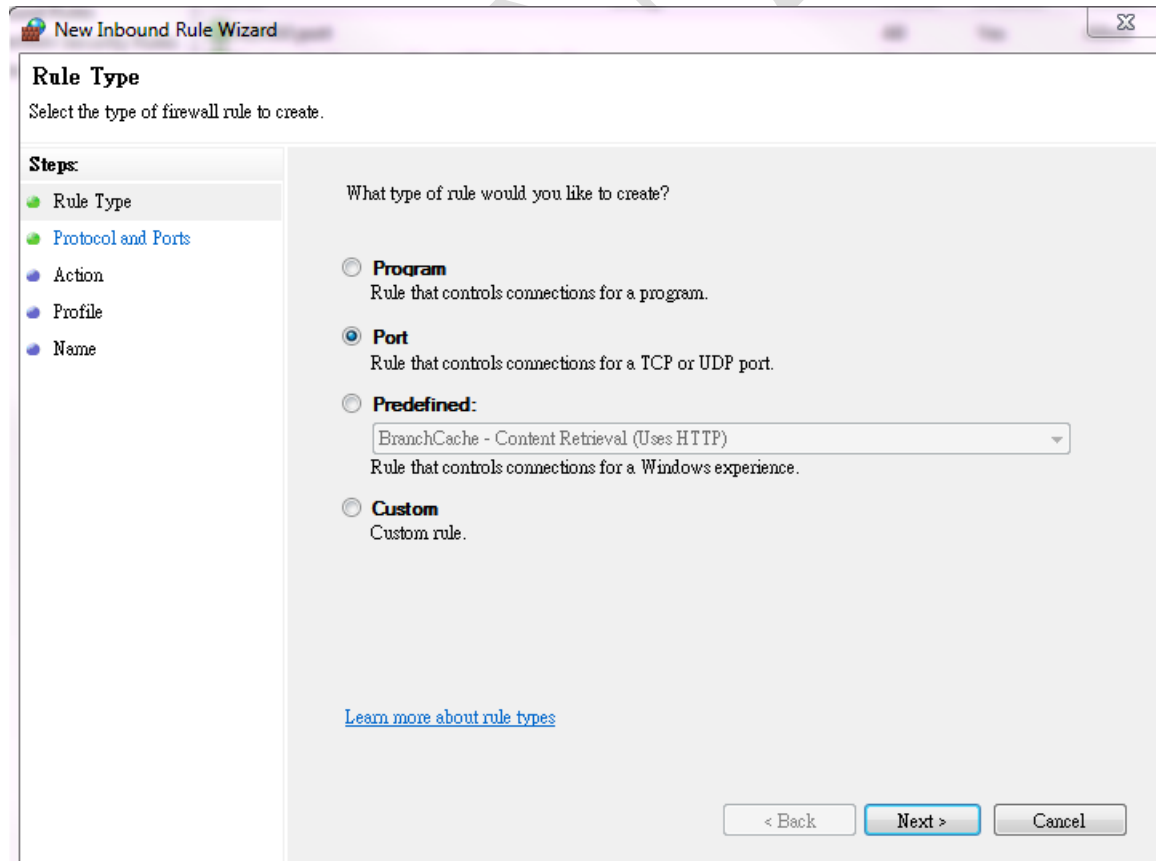 New Inbound Rule Wizard
Rule Type
Select the type of firewall rule to create.
Steps:
Rule Type
Protocol and Ports
Action
Profile
Name
What type of rule would you like to create?
Program
Rule that controls connections for a program.
Port
Rule that controls connections for a TCP or UDP port.
Predefined:
BranchCache - Content Retrieval (Uses HTTP)
Rule that controls connections for a Windows experience.
Custom
Custom rule.
Learn more about rule types
< Back
Next >
Cancel